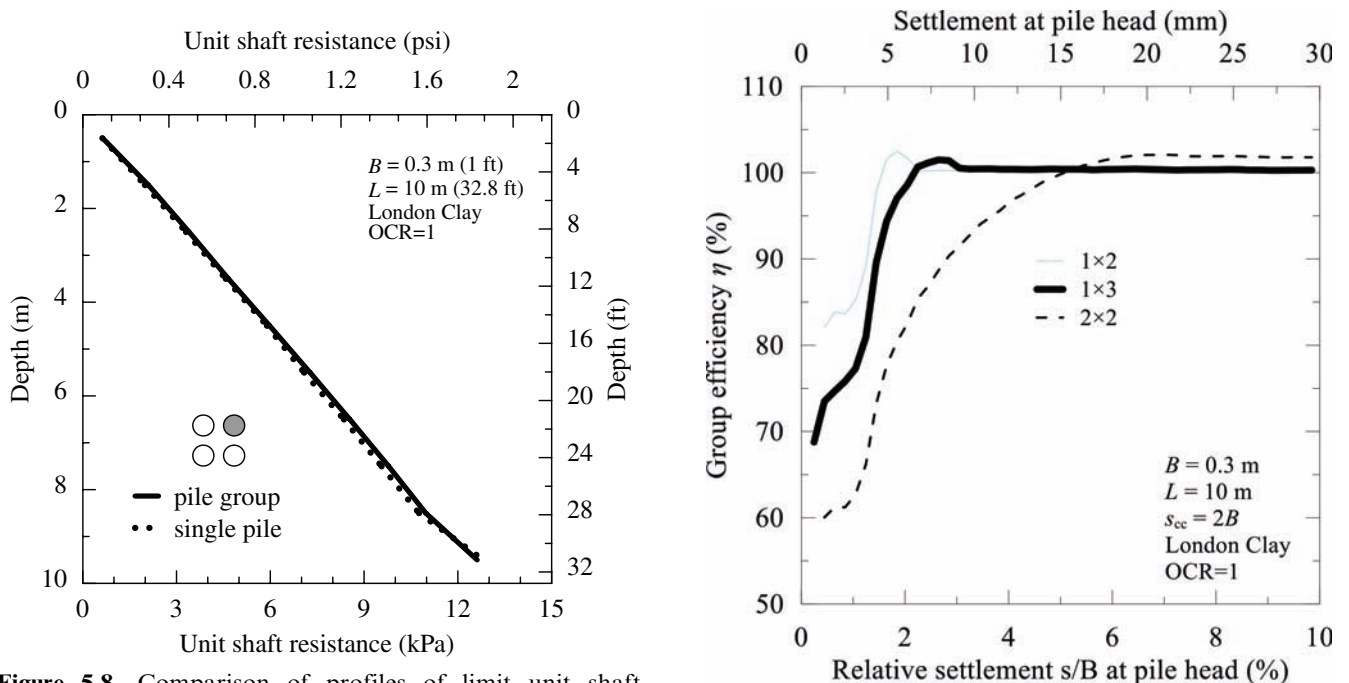 Unit shaft resistance (psi)
0 0.4 0.8 1.2 1.6 2
0 2 4 6 8 10
Depth (m)
B = 0.3 m (1 ft)
L = 10 m (32.8 ft)
London Clay
OCR=1
pile group
single pile
0 4 8 12 16 20 24 28 32
Depth (ft)
0 3 6 9 12 15
Unit shaft resistance (kPa)
Figure 5.8 Comparison of profiles of limit unit shaft
Settlement at pile head (mm)
0 5 10 15 20 25 30
110
100
90
80
70
60
50
Group efficiency η (%)
1×2
1×3
2×2
B = 0.3 m
L = 10 m
scc = 2B
London Clay
OCR=1
0 2 4 6 8 10
Relative settlement s/B at pile head (%)